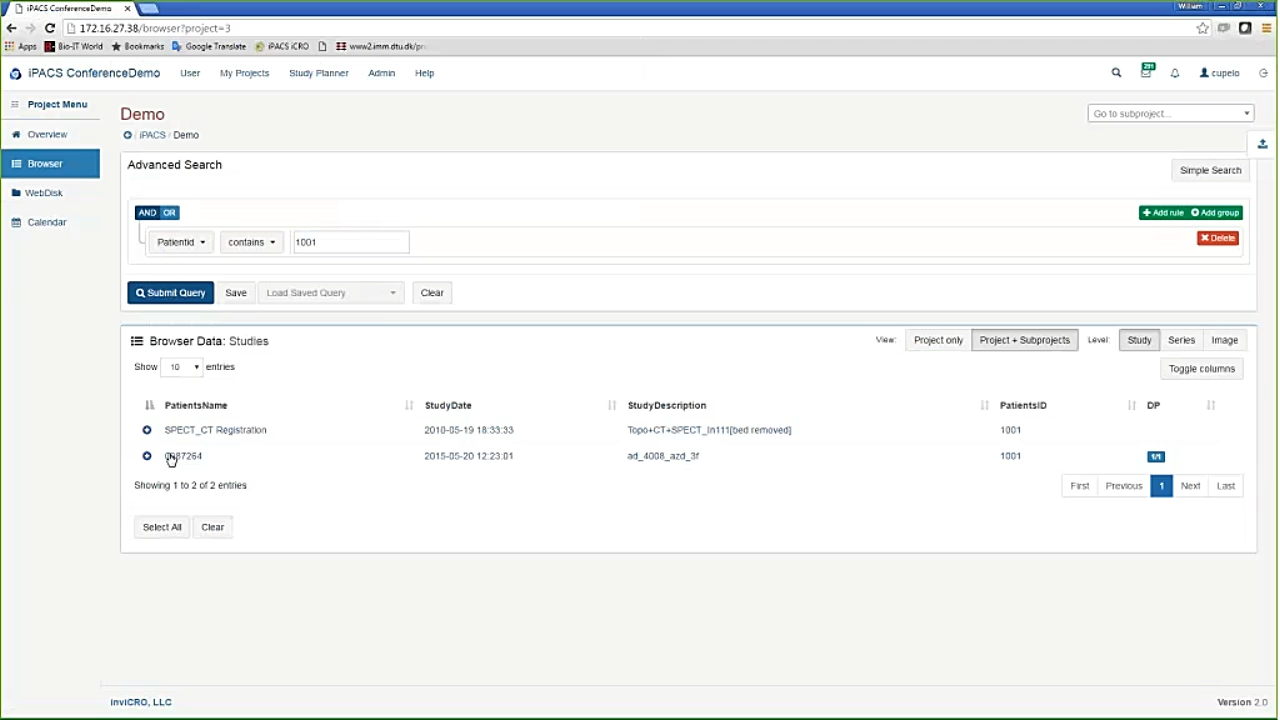 iPACS ConferenceDemo
William
172.16.27.38/browser?project=3
Apps Bio-IT World Bookmarks Google Translate iPACS iCRO www2.imm.dtu.dk/pr
iPACS ConferenceDemo User My Projects Study Planner Admin Help cupelo
Project Menu
Overview
Browser
WebDisk
Calendar
Demo
Go to subproject...
iPACS / Demo
Advanced Search
Simple Search
AND OR
Add rule Add group
PatientId contains 1001
Delete
Submit Query Save Load Saved Query Clear
Browser Data: Studies
View: Project only Project + Subprojects Level: Study Series Image
Show 10 entries
Toggle columns
PatientsName StudyDate StudyDescription PatientsID DP
SPECT_CT Registration 2010-05-19 18:33:33 Topo+CT+SPECT_In111[bed removed] 1001
2015-05-20 12:23:01 ad_4008_azd_3f 1001 1/1
Showing 1 to 2 of 2 entries
First Previous 1 Next Last
Select All Clear
InviCRO, LLC
Version 2.0